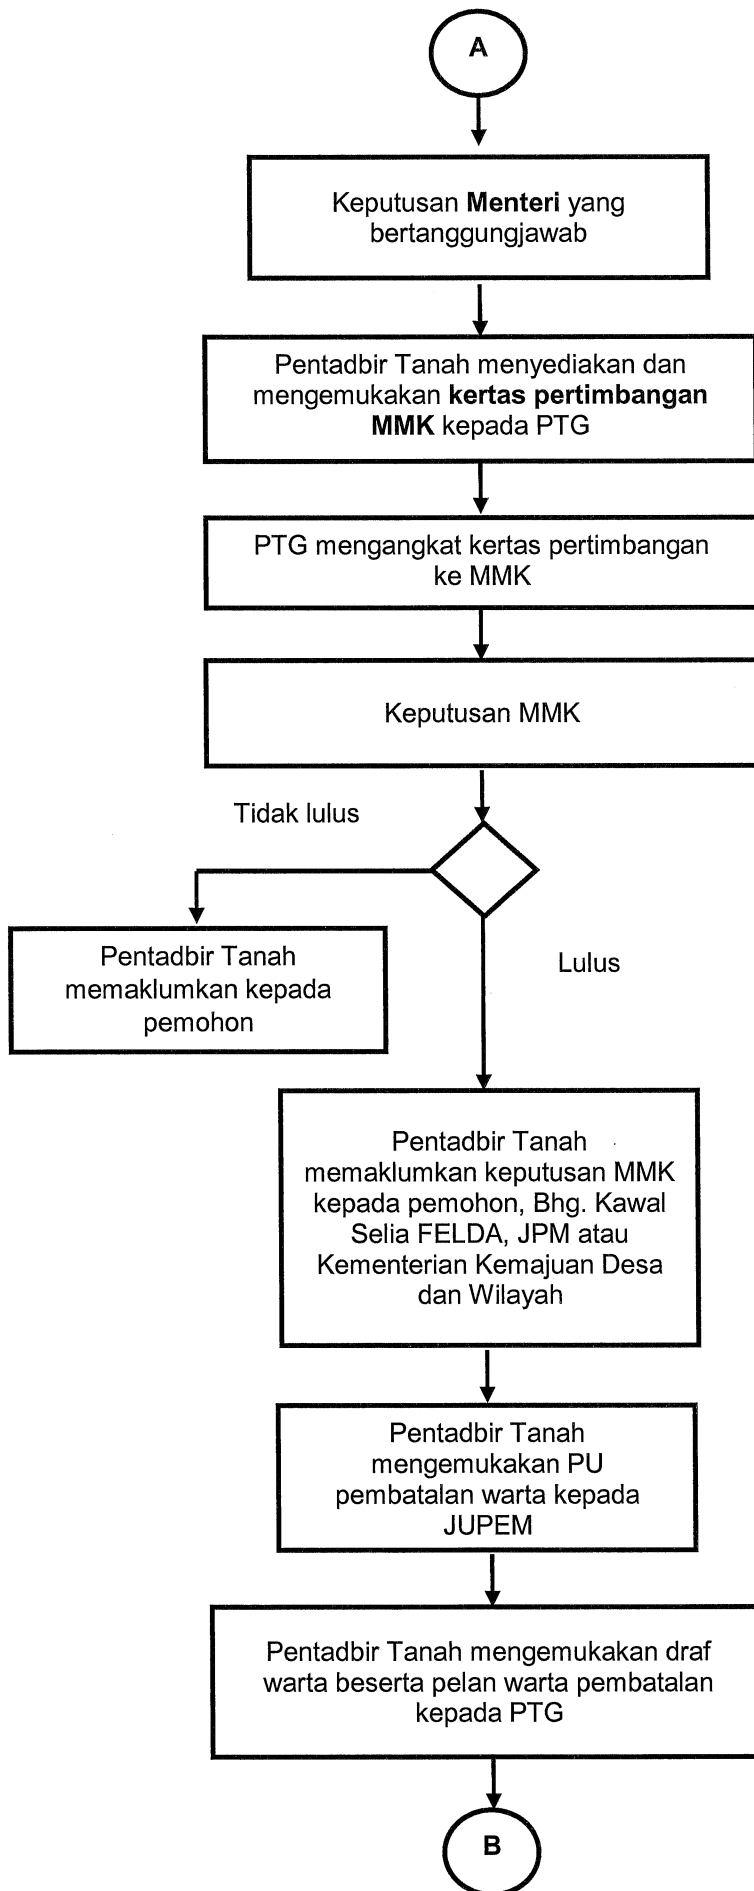 A
Keputusan Menteri yang
bertanggungjawab
Pentadbir Tanah menyediakan dan
mengemukakan kertas pertimbangan
MMK kepada PTG
PTG mengangkat kertas pertimbangan
ke MMK
Keputusan MMK
Tidak lulus
Pentadbir Tanah
memaklumkan kepada
pemohon
Lulus
Pentadbir Tanah
memaklumkan keputusan MMK
kepada pemohon, Bhg. Kawal
Selia FELDA, JPM atau
Kementerian Kemajuan Desa
dan Wilayah
Pentadbir Tanah
mengemukakan PU
pembatalan warta kepada
JUPEM
Pentadbir Tanah mengemukakan draf
warta beserta pelan warta pembatalan
kepada PTG
B